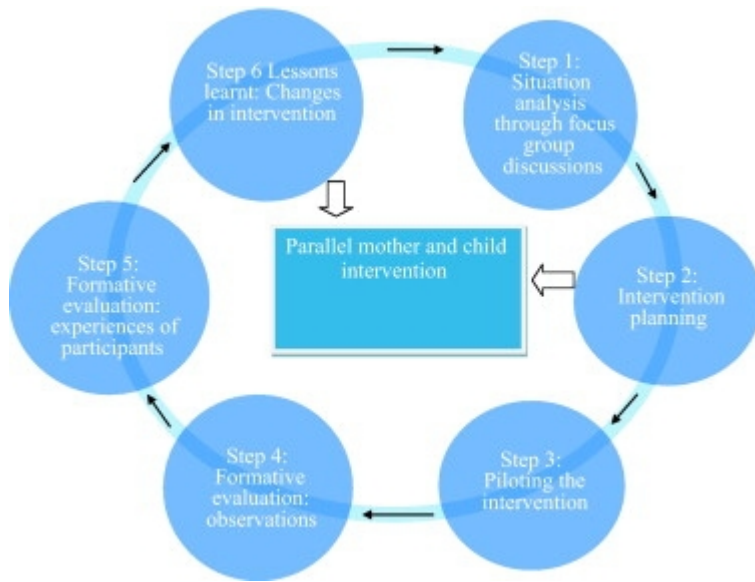 Step 1:
Situation
analysis
through focus
group
discussions
Step 2:
Intervention
planning
Step 3:
Piloting the
intervention
Step 4:
Formative
evaluation:
observations
Step 5:
Formative
evaluation:
experiences of
participants
Step 6 Lessons
learnt: Changes
in intervention
Parallel mother and child
intervention